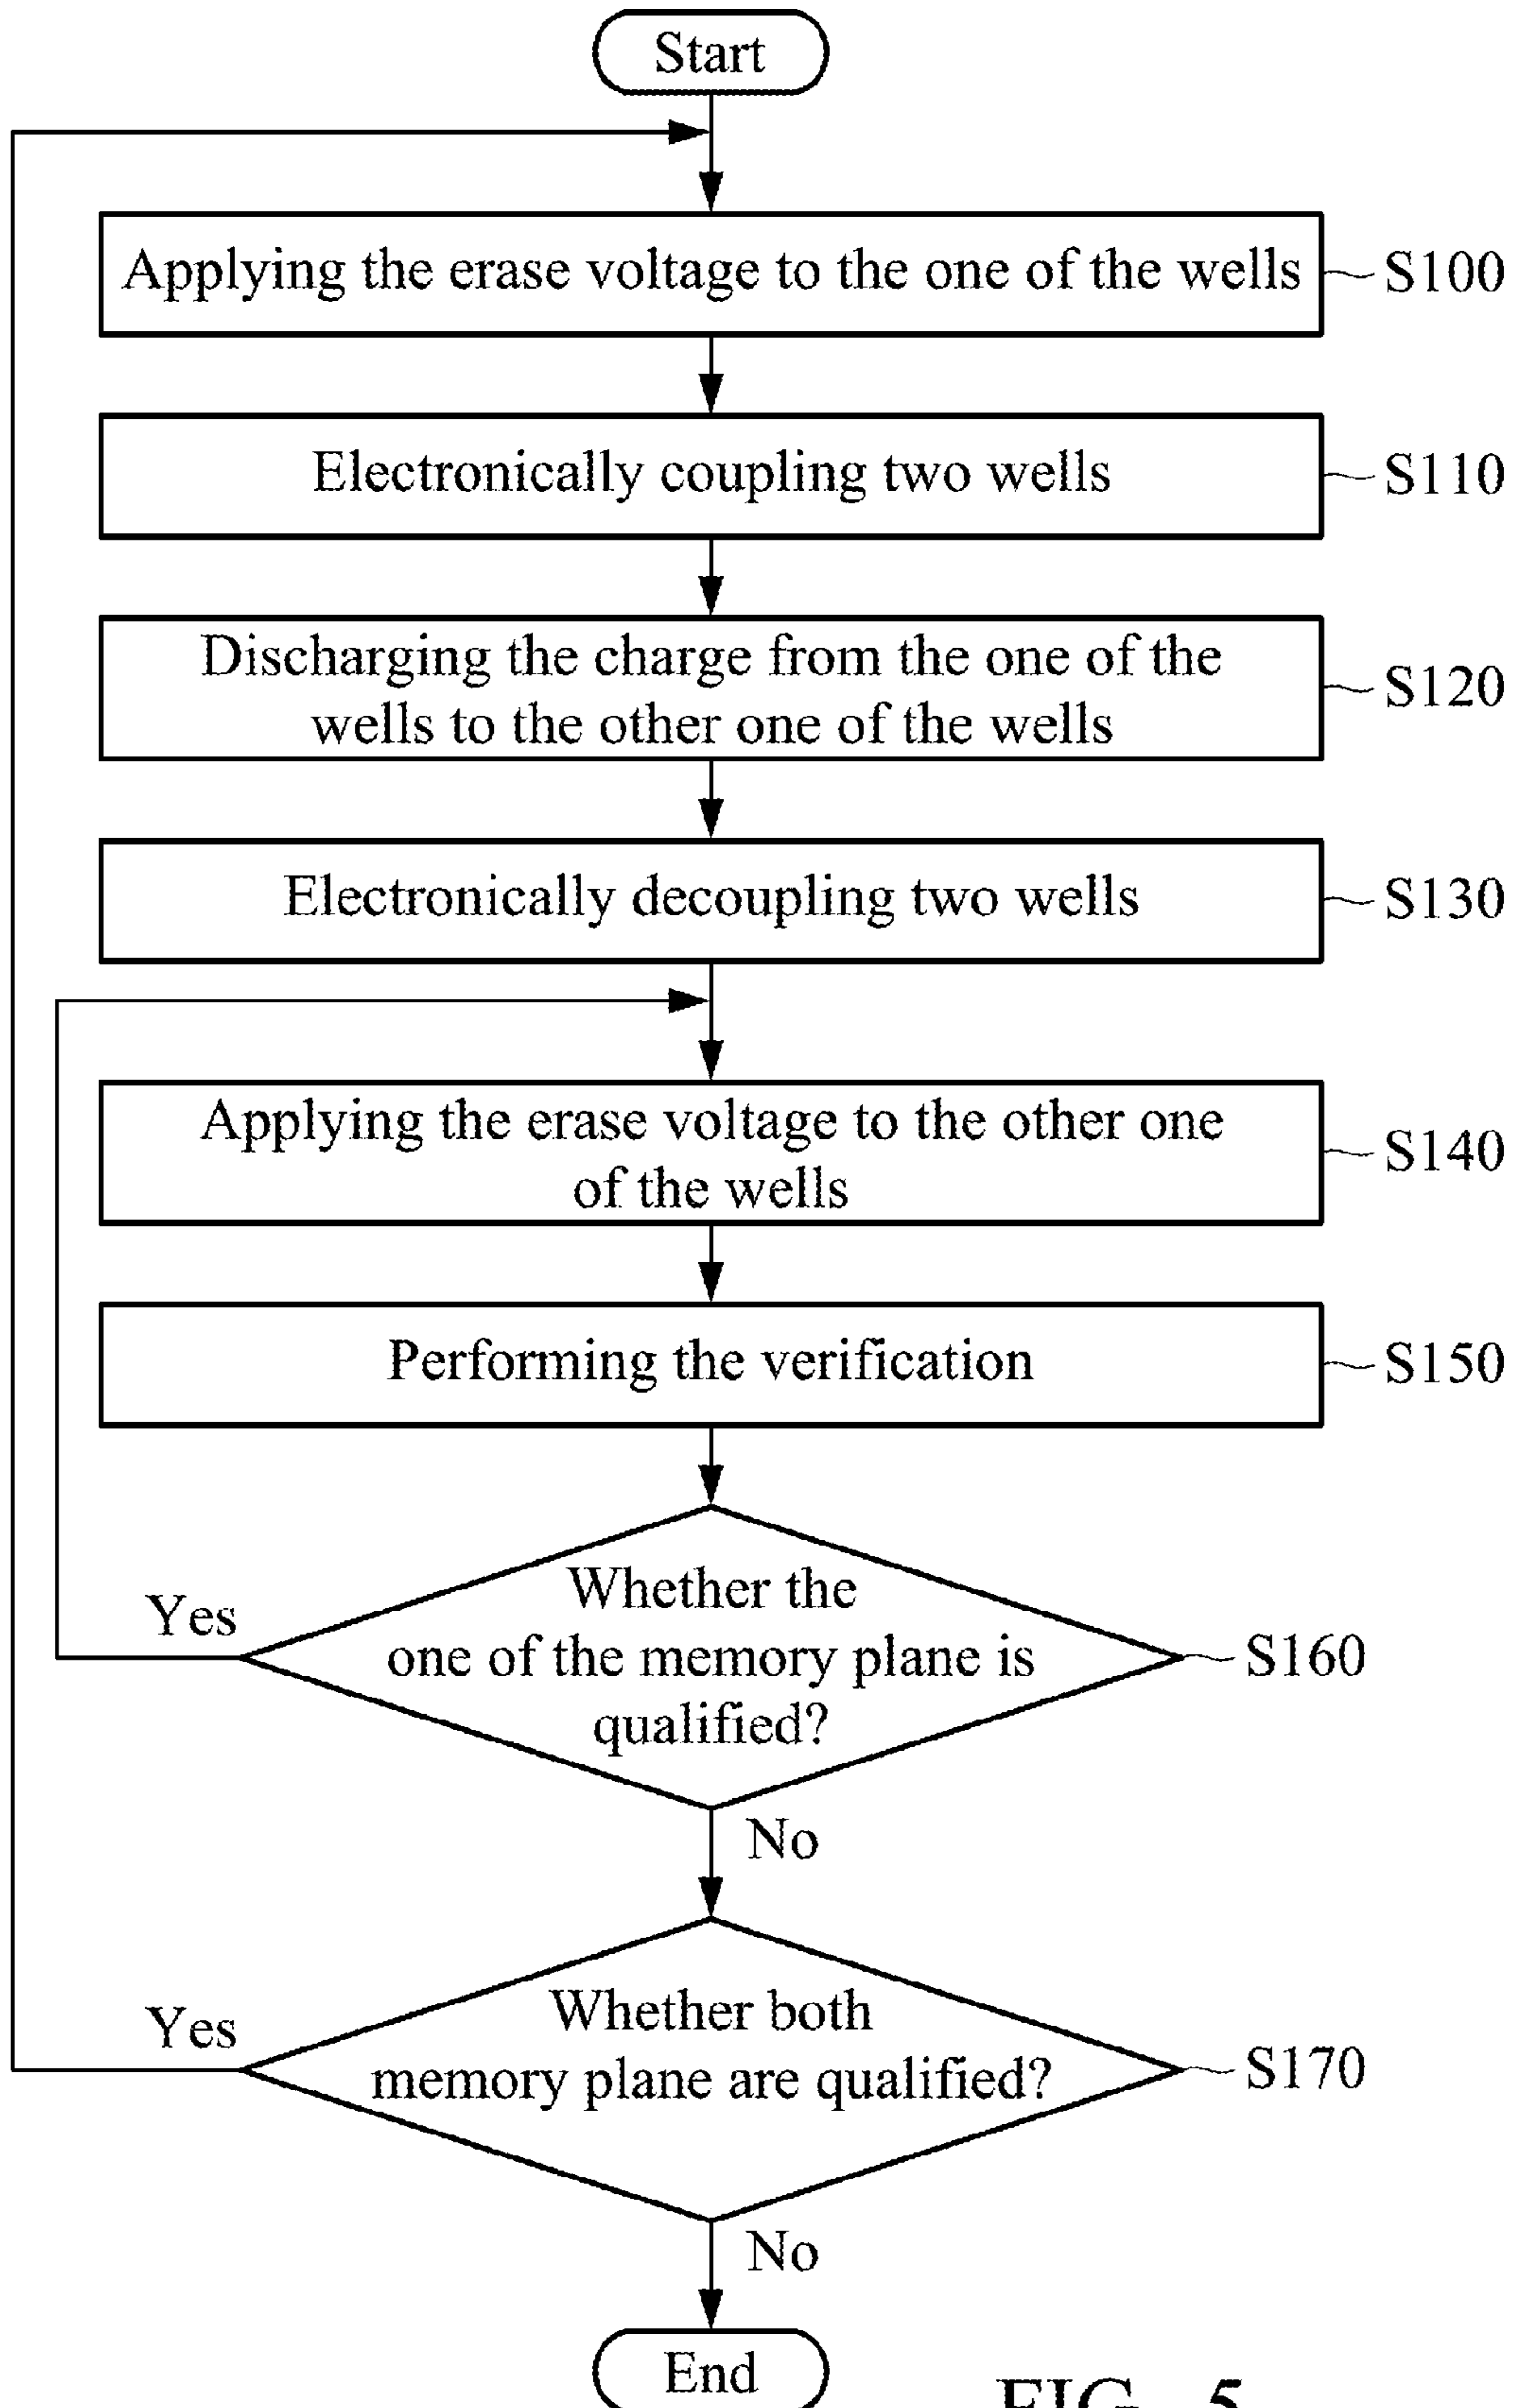 Start
Applying the erase voltage to the one of the wells
S100
Electronically coupling two wells
S110
Discharging the charge from the one of the
wells to the other one of the wells
S120
Electronically decoupling two wells
S130
Applying the erase voltage to the other one
of the wells
S140
Performing the verification
S150
Whether the
one of the memory plane is
qualified?
S160
Yes
No
Whether both
memory plane are qualified?
S170
Yes
No
End
FIG. 5